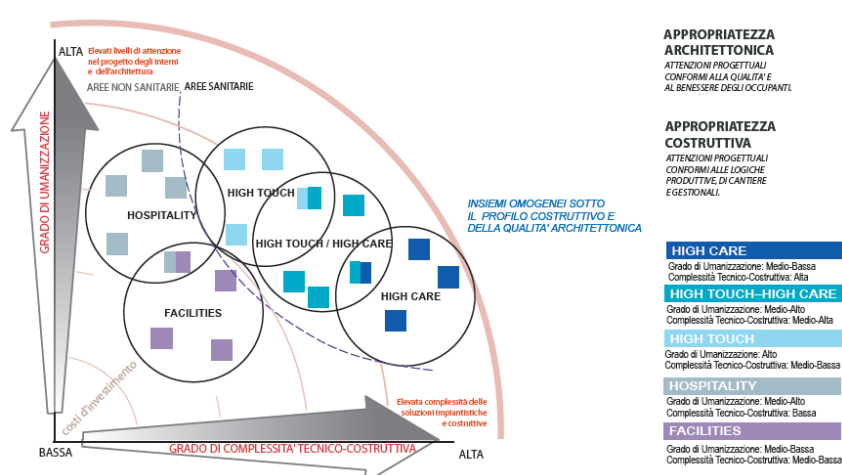 ALTA
Elevati livelli di attenzione
nel progetto degli interni
e dell'architettura
AREE NON SANITARIE
AREE SANITARIE
GRADO DI UMANIZZAZIONE
HOSPITALITY
HIGH TOUCH
HIGH TOUCH / HIGH CARE
HIGH CARE
FACILITIES
costi d'investimento
Elevata complessità delle
soluzioni impiantistiche
e costruttive
BASSA
GRADO DI COMPLESSITA' TECNICO-COSTRUTTIVA
ALTA
INSIEMI OMOGENEI SOTTO
IL PROFILO COSTRUTTIVO E
DELLA QUALITA' ARCHITETTONICA
APPROPRIATEZZA
ARCHITETTONICA
ATTENZIONI PROGETTUALI
CONFORMI ALLA QUALITA' E
AL BENESSERE DEGLI OCCUPANTI.
APPROPRIATEZZA
COSTRUTTIVA
ATTENZIONI PROGETTUALI
CONFORMI ALLE LOGICHE
PRODUTTIVE, DI CANTIERE
E GESTIONALI.
HIGH CARE
Grado di Umanizzazione: Medio-Bassa
Complessità Tecnico-Costruttiva: Alta
HIGH TOUCH–HIGH CARE
Grado di Umanizzazione: Medio-Alto
Complessità Tecnico-Costruttiva: Medio-Alta
HIGH TOUCH
Grado di Umanizzazione: Alto
Complessità Tecnico-Costruttiva: Medio-Bassa
HOSPITALITY
Grado di Umanizzazione: Medio-Alto
Complessità Tecnico-Costruttiva: Bassa
FACILITIES
Grado di Umanizzazione: Medio-Bassa
Complessità Tecnico-Costruttiva: Medio-Bassa